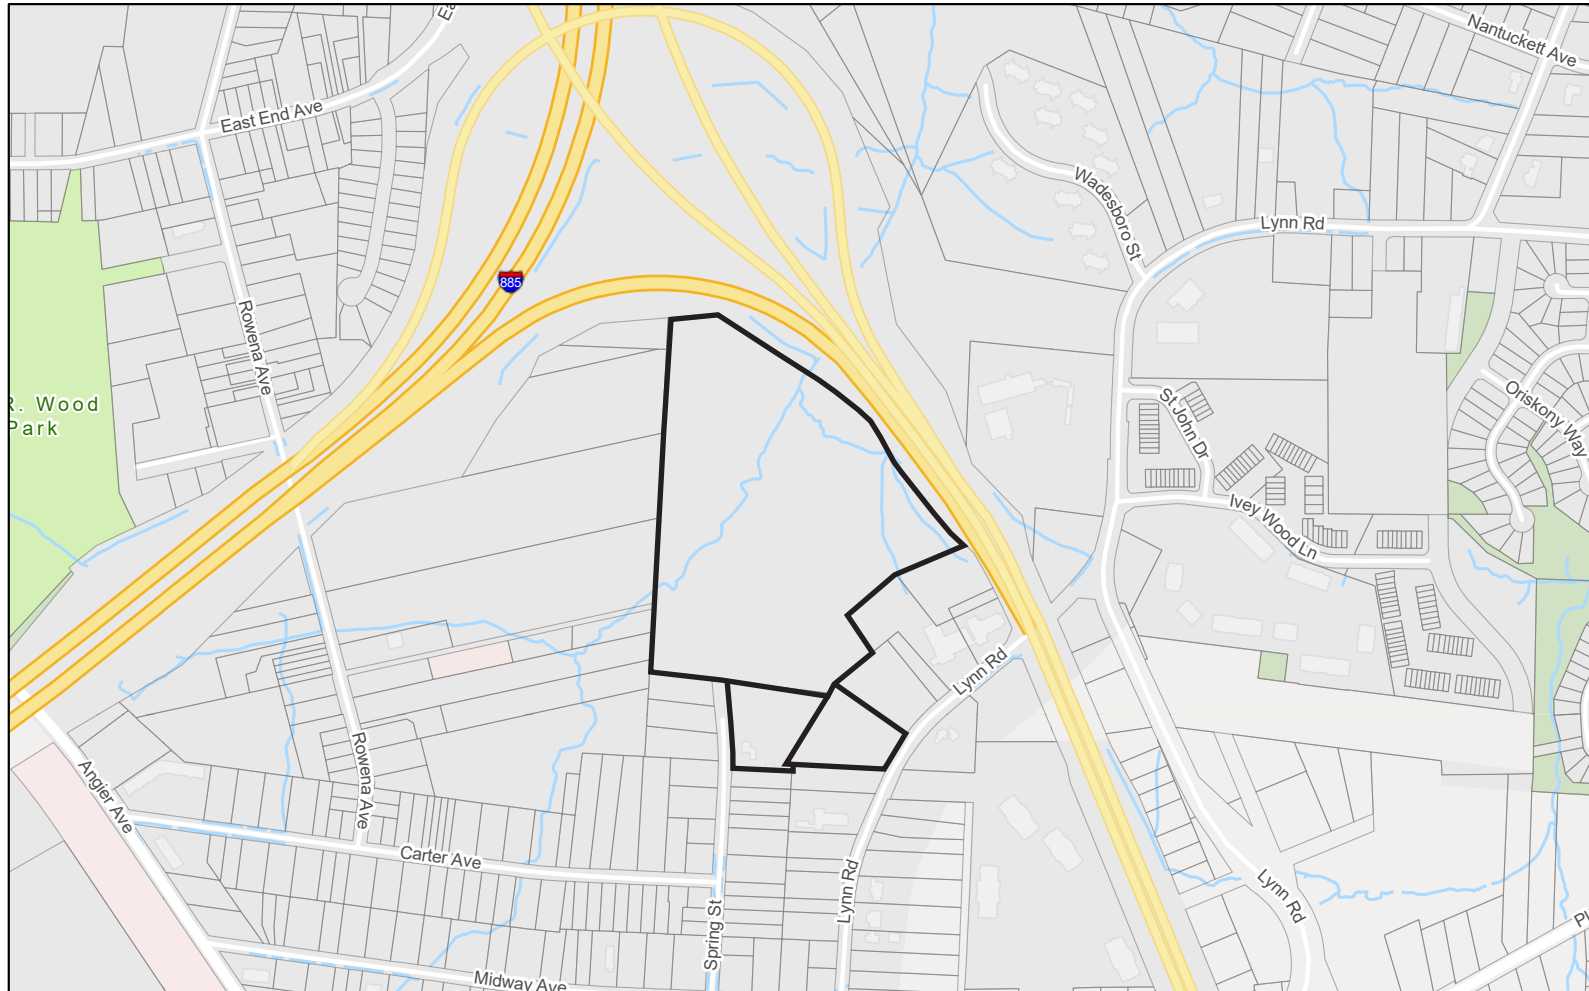 Nantuckett Ave
East End Ave
Wadesboro St
Lynn Rd
885
Rowena Ave
R. Wood
Park
St John Dr
Oriskony Way
Ivey Wood Ln
Lynn Rd
Angier Ave
Rowena Ave
Carter Ave
Lynn Rd
Lynn Rd
Spring St
Midway Ave